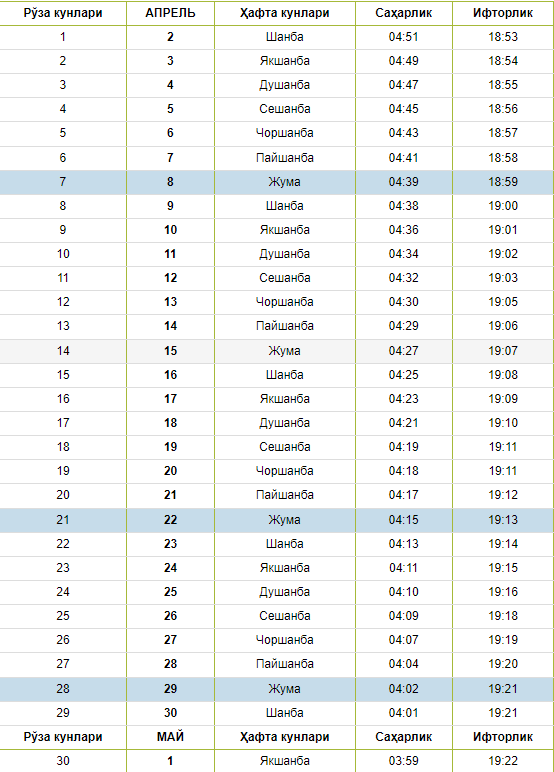 Рўза кунлари АПРЕЛЬ Ҳафта кунлари Саҳарлик Ифторлик
1 2 Шанба 04:51 18:53
2 3 Якшанба 04:49 18:54
3 4 Душанба 04:47 18:55
4 5 Сешанба 04:45 18:56
5 6 Чоршанба 04:43 18:57
6 7 Пайшанба 04:41 18:58
7 8 Жума 04:39 18:59
8 9 Шанба 04:38 19:00
9 10 Якшанба 04:36 19:01
10 11 Душанба 04:34 19:02
11 12 Сешанба 04:32 19:03
12 13 Чоршанба 04:30 19:05
13 14 Пайшанба 04:29 19:06
14 15 Жума 04:27 19:07
15 16 Шанба 04:25 19:08
16 17 Якшанба 04:23 19:09
17 18 Душанба 04:21 19:10
18 19 Сешанба 04:19 19:11
19 20 Чоршанба 04:18 19:11
20 21 Пайшанба 04:17 19:12
21 22 Жума 04:15 19:13
22 23 Шанба 04:13 19:14
23 24 Якшанба 04:11 19:15
24 25 Душанба 04:10 19:16
25 26 Сешанба 04:09 19:18
26 27 Чоршанба 04:07 19:19
27 28 Пайшанба 04:04 19:20
28 29 Жума 04:02 19:21
29 30 Шанба 04:01 19:21
Рўза кунлари МАЙ Ҳафта кунлари Саҳарлик Ифторлик
30 1 Якшанба 03:59 19:22